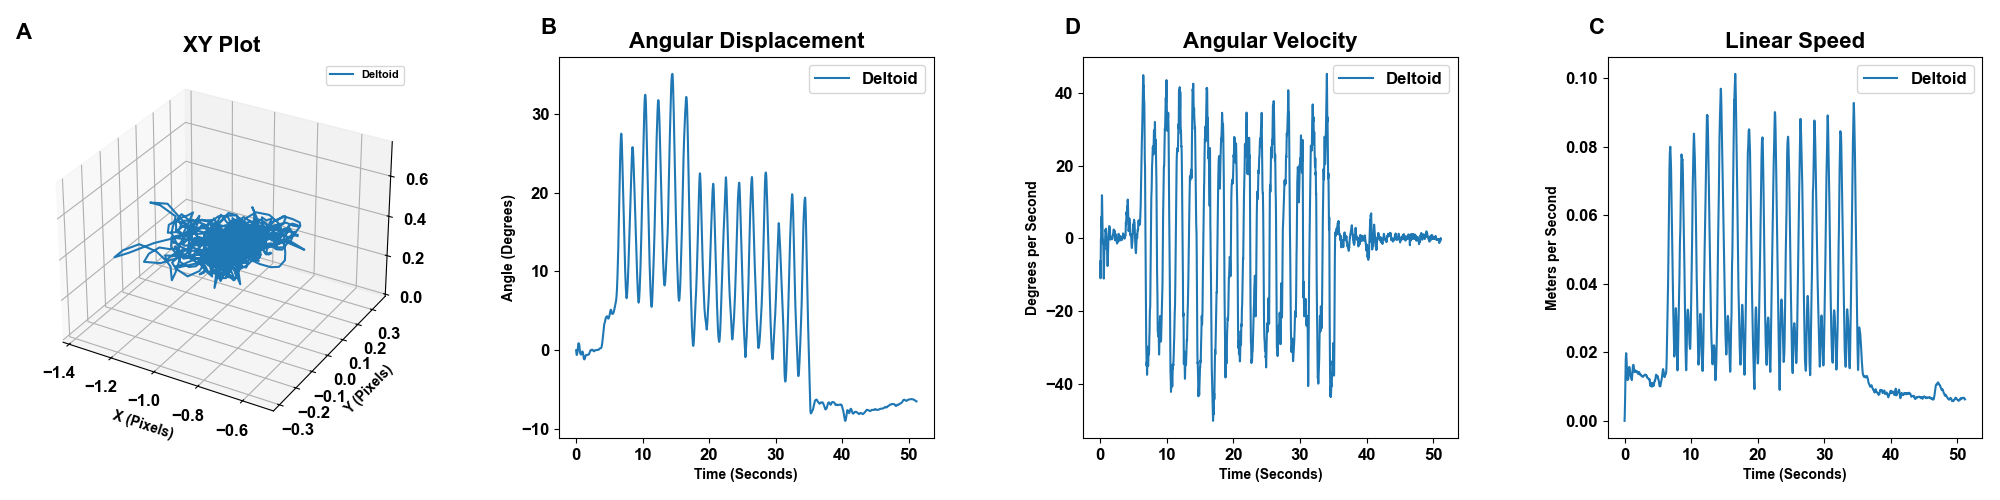 A
XY Plot
Deltoid
0.6
0.4
0.2
0.0
0.3
0.2
0.1
0.0
−0.1
−0.2
−0.3
Y (Pixels)
−1.4
−1.2
−1.0
−0.8
−0.6
X (Pixels)
B
Angular Displacement
Deltoid
Angle (Degrees)
30
20
10
0
−10
0 10 20 30 40 50
Time (Seconds)
D
Angular Velocity
Deltoid
Degrees per Second
40
20
0
−20
−40
0 10 20 30 40 50
Time (Seconds)
C
Linear Speed
Deltoid
Meters per Second
0.10
0.08
0.06
0.04
0.02
0.00
0 10 20 30 40 50
Time (Seconds)